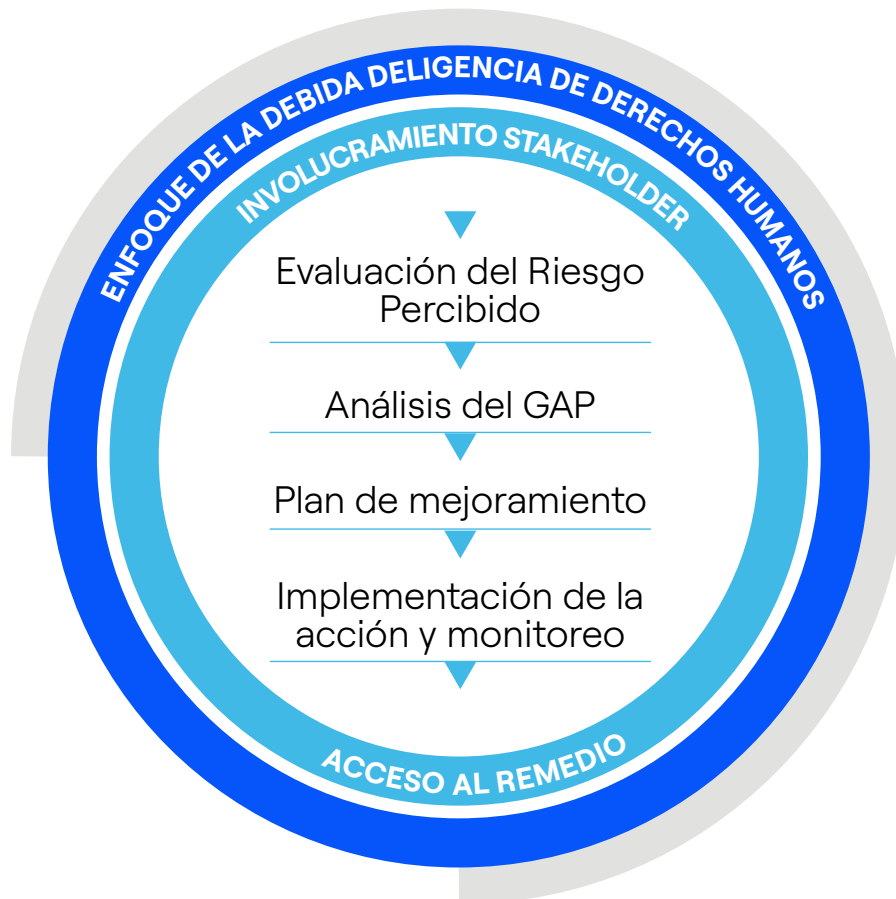 ENFOQUE DE LA DEBIDA DELIGENCIA DE DERECHOS HUMANOS
INVOLUCRAMIENTO STAKEHOLDER
Evaluación del Riesgo
Percibido
Análisis del GAP
Plan de mejoramiento
Implementación de la
acción y monitoreo
ACCESO AL REMEDIO